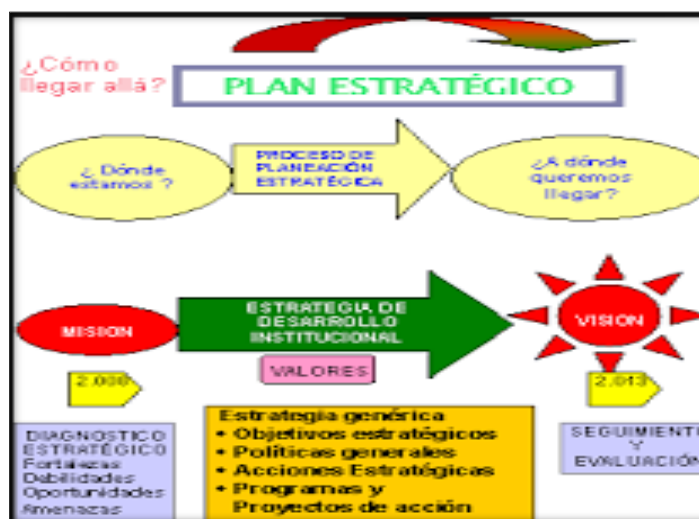 ¿Cómo
llegar allá?
PLAN ESTRATÉGICO
¿ Dónde
estamos ?
PROCESO DE
PLANEACIÓN
ESTRATÉGICA
¿A dónde
queremos
llegar?
MISION
ESTRATEGIA DE
DESARROLLO
INSTITUCIONAL
VISION
VALORES
2.008
2.013
DIAGNOSTICO
ESTRATÉGICO
Fortalezas
Debilidades
Oportunidades
Amenazas
Estrategia genérica
• Objetivos estratégicos
• Políticas generales
• Acciones Estratégicas
• Programas y
Proyectos de acción
SEGUIMIENTO
Y
EVALUACIÓN